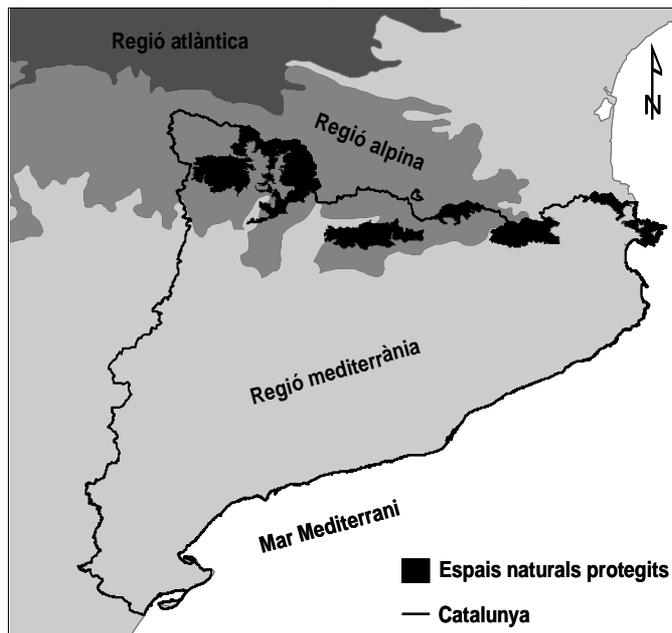 Regió atlàntica
Regió alpina
N
Regió mediterrània
Mar Mediterrani
Espais naturals protegits
Catalunya